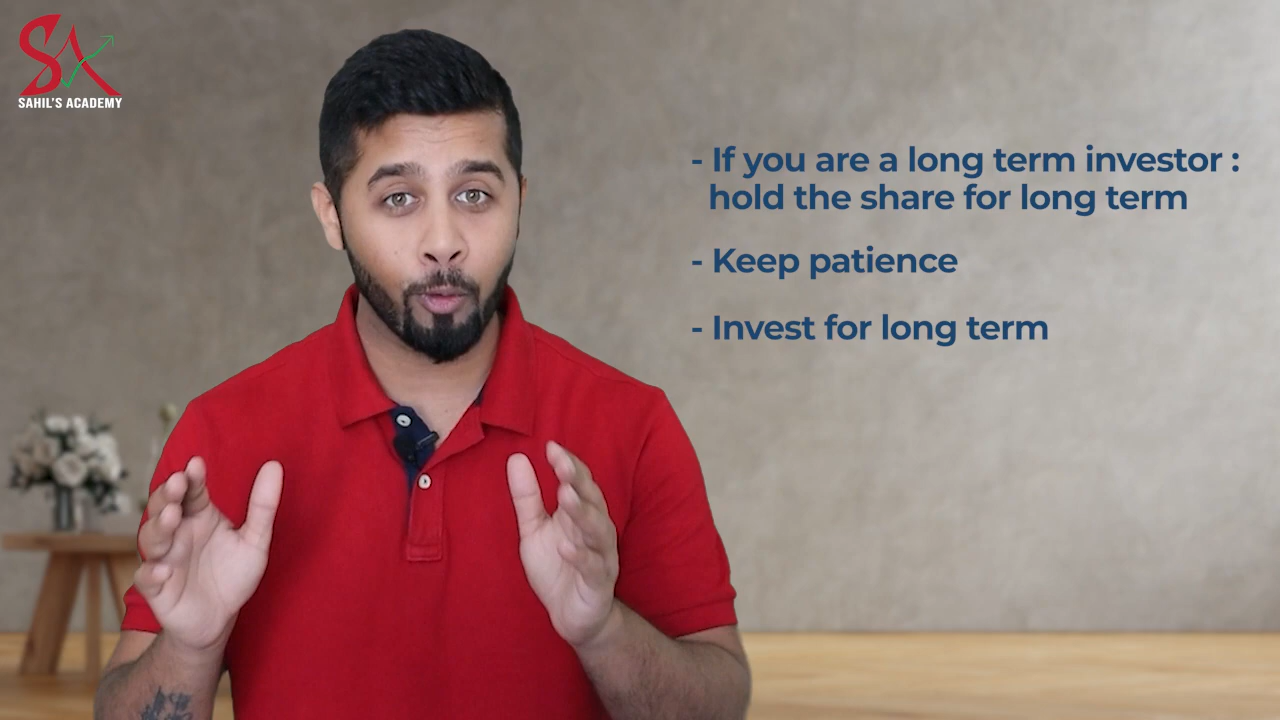 SA
SAHIL'S ACADEMY
- If you are a long term investor :
hold the share for long term
- Keep patience
- Invest for long term